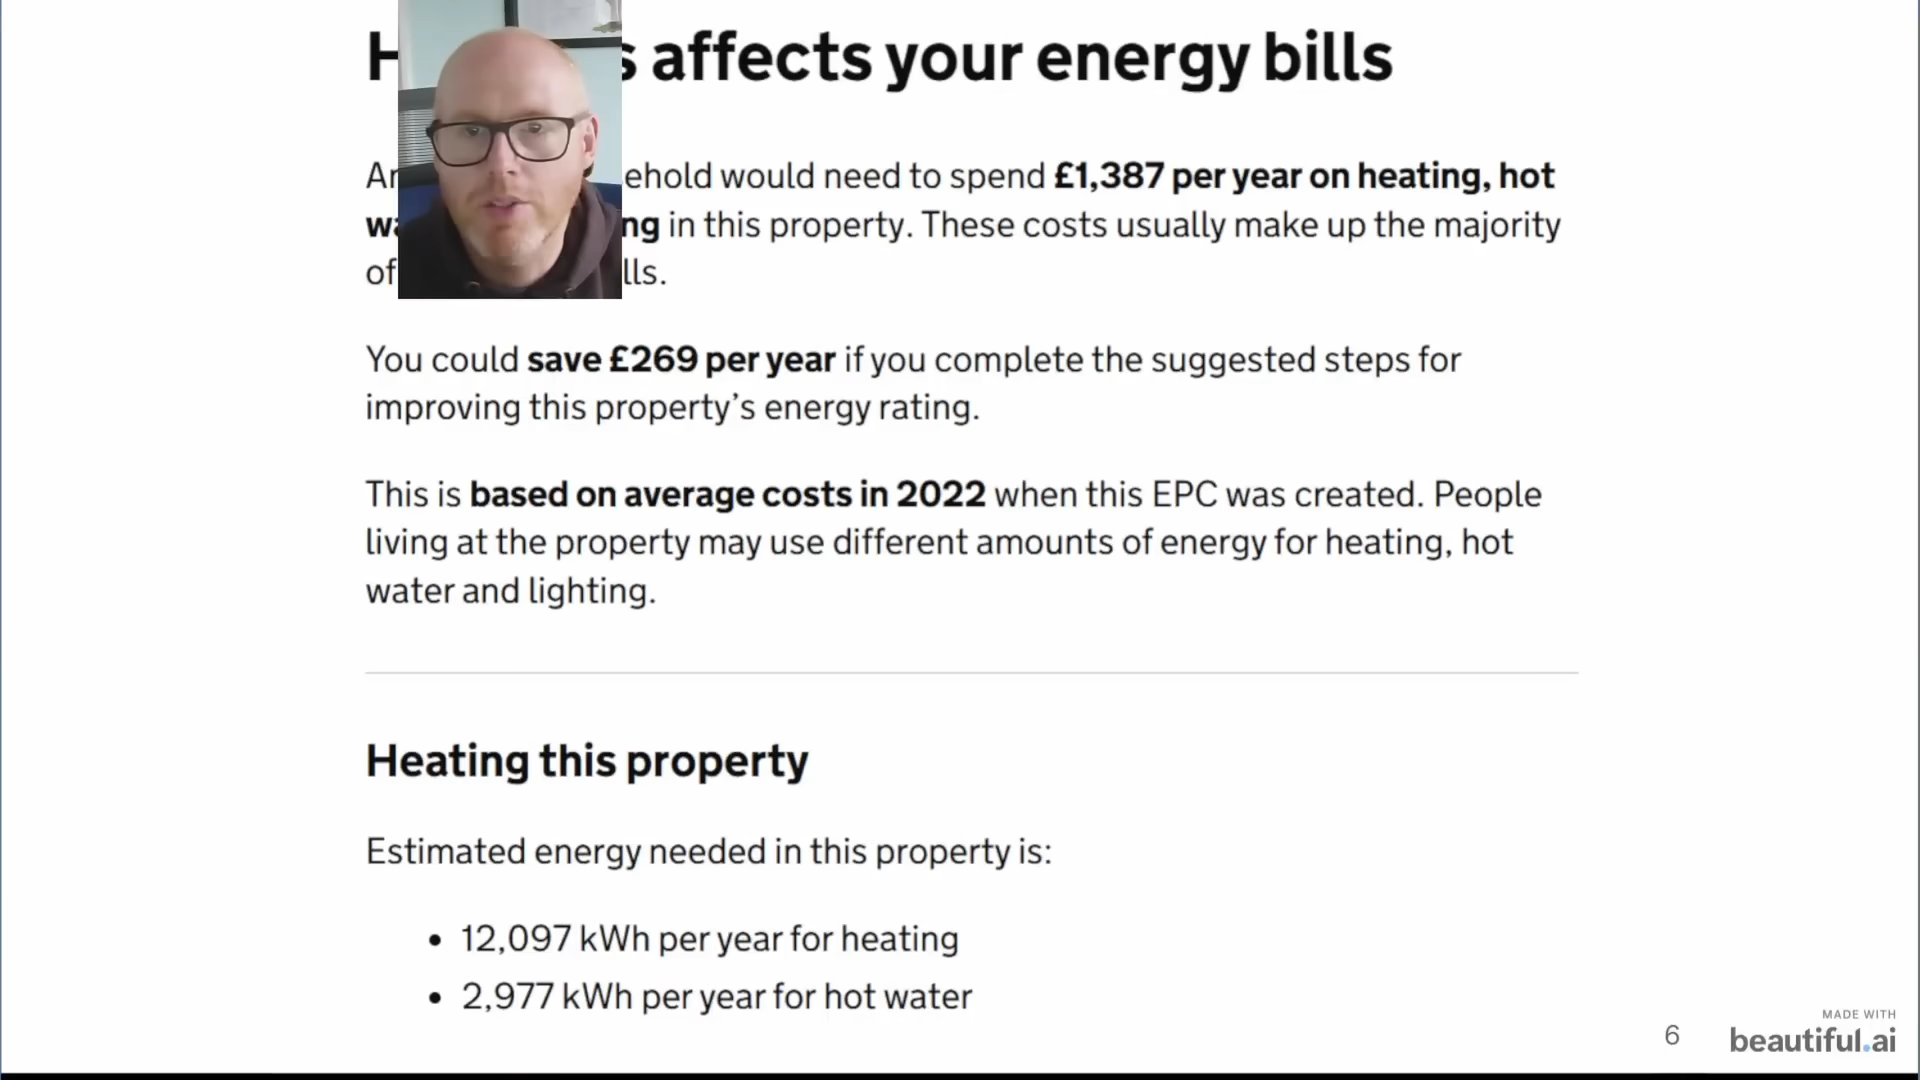 affects your energy bills
would need to spend £1,387 per year on heating, hot
in this property. These costs usually make up the majority
of
You could save £269 per year if you complete the suggested steps for
improving this property's energy rating.
This is based on average costs in 2022 when this EPC was created. People
living at the property may use different amounts of energy for heating, hot
water and lighting.
Heating this property
Estimated energy needed in this property is:
• 12,097 kWh per year for heating
• 2,977 kWh per year for hot water
6
MADE WITH
beautiful.ai